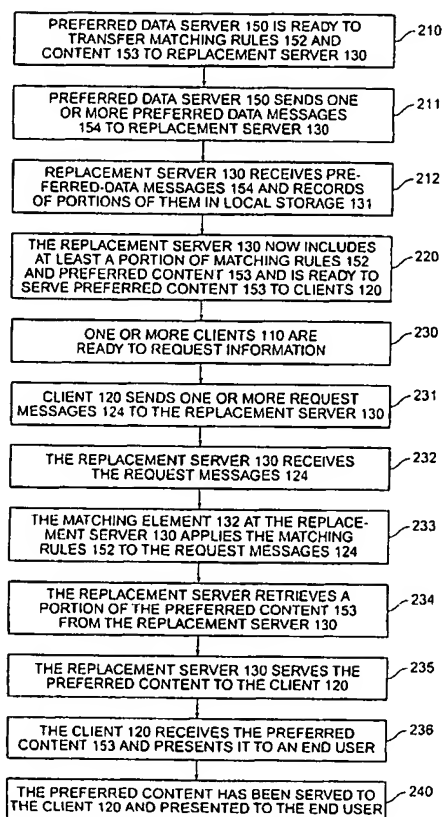 PREFERRED DATA SERVER 150 IS READY TO
TRANSFER MATCHING RULES 152 AND
CONTENT 153 TO REPLACEMENT SERVER 130
210
PREFERRED DATA SERVER 150 SENDS ONE
OR MORE PREFERRED DATA MESSAGES
154 TO REPLACEMENT SERVER 130
211
REPLACEMENT SERVER 130 RECEIVES PRE-
FERRED-DATA MESSAGES 154 AND RECORDS
OF PORTIONS OF THEM IN LOCAL STORAGE 131
212
THE REPLACEMENT SERVER 130 NOW INCLUDES
AT LEAST A PORTION OF MATCHING RULES 152
AND PREFERRED CONTENT 153 AND IS READY TO
SERVE PREFERRED CONTENT 153 TO CLIENTS 120
220
ONE OR MORE CLIENTS 110 ARE
READY TO REQUEST INFORMATION
230
CLIENT 120 SENDS ONE OR MORE REQUEST
MESSAGES 124 TO THE REPLACEMENT SERVER 130
231
THE REPLACEMENT SERVER 130 RECEIVES
THE REQUEST MESSAGES 124
232
THE MATCHING ELEMENT 132 AT THE REPLACE-
MENT SERVER 130 APPLIES THE MATCHING
RULES 152 TO THE REQUEST MESSAGES 124
233
THE REPLACEMENT SERVER RETRIEVES A
PORTION OF THE PREFERRED CONTENT 153
FROM THE REPLACEMENT SERVER 130
234
THE REPLACEMENT SERVER 130 SERVES THE
PREFERRED CONTENT TO THE CLIENT 120
235
THE CLIENT 120 RECEIVES THE PREFERRED
CONTENT 153 AND PRESENTS IT TO AN END USER
236
THE PREFERRED CONTENT HAS BEEN SERVED TO
THE CLIENT 120 AND PRESENTED TO THE END USER
240